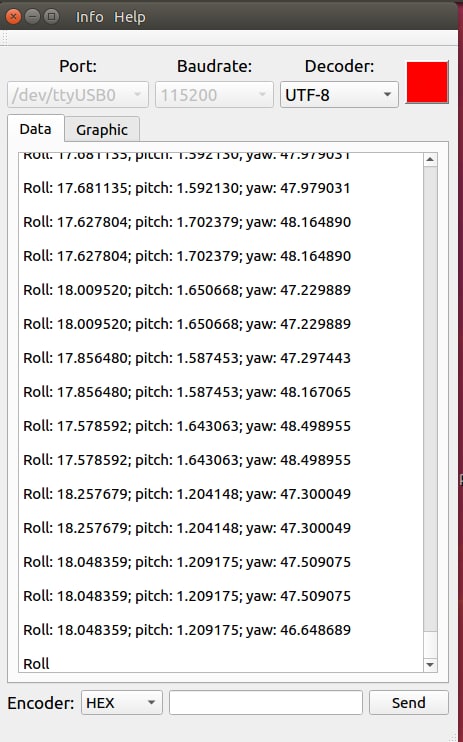 Info Help
Port: Baudrate: Decoder:
/dev/ttyUSB0 115200 UTF-8
Data Graphic
Roll: 17.681135; pitch: 1.592130; yaw: 47.979031
Roll: 17.681135; pitch: 1.592130; yaw: 47.979031
Roll: 17.627804; pitch: 1.702379; yaw: 48.164890
Roll: 17.627804; pitch: 1.702379; yaw: 48.164890
Roll: 18.009520; pitch: 1.650668; yaw: 47.229889
Roll: 18.009520; pitch: 1.650668; yaw: 47.229889
Roll: 17.856480; pitch: 1.587453; yaw: 47.297443
Roll: 17.856480; pitch: 1.587453; yaw: 48.167065
Roll: 17.578592; pitch: 1.643063; yaw: 48.498955
Roll: 17.578592; pitch: 1.643063; yaw: 48.498955
Roll: 18.257679; pitch: 1.204148; yaw: 47.300049
Roll: 18.257679; pitch: 1.204148; yaw: 47.300049
Roll: 18.048359; pitch: 1.209175; yaw: 47.509075
Roll: 18.048359; pitch: 1.209175; yaw: 47.509075
Roll: 18.048359; pitch: 1.209175; yaw: 46.648689
Roll
Encoder: HEX Send